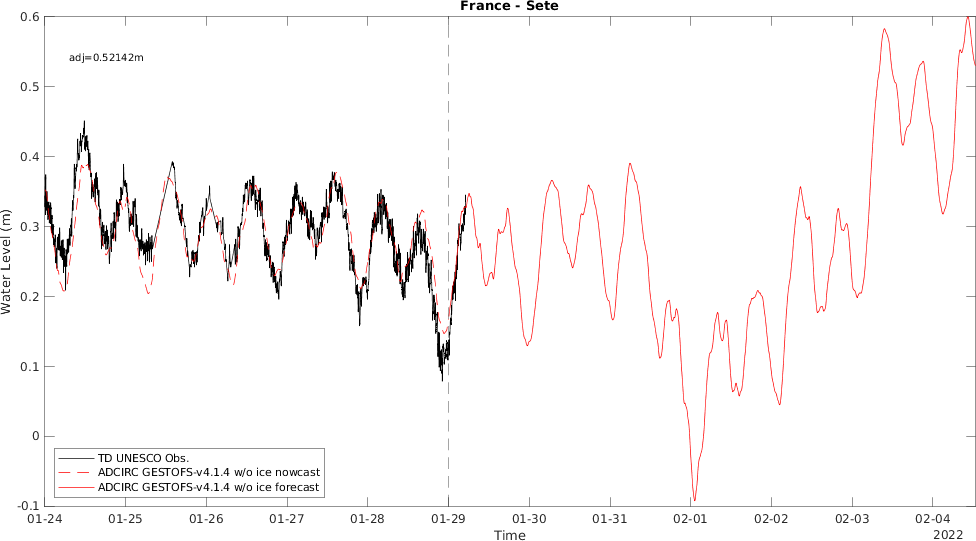 France - Sete
adj=0.52142m
0.6
0.5
0.4
0.3
0.2
0.1
0
-0.1
Water Level (m)
TD UNESCO Obs.
ADCIRC GESTOFS-v4.1.4 w/o ice nowcast
ADCIRC GESTOFS-v4.1.4 w/o ice forecast
01-24 01-25 01-26 01-27 01-28 01-29 01-30 01-31 02-01 02-02 02-03 02-04
Time
2022